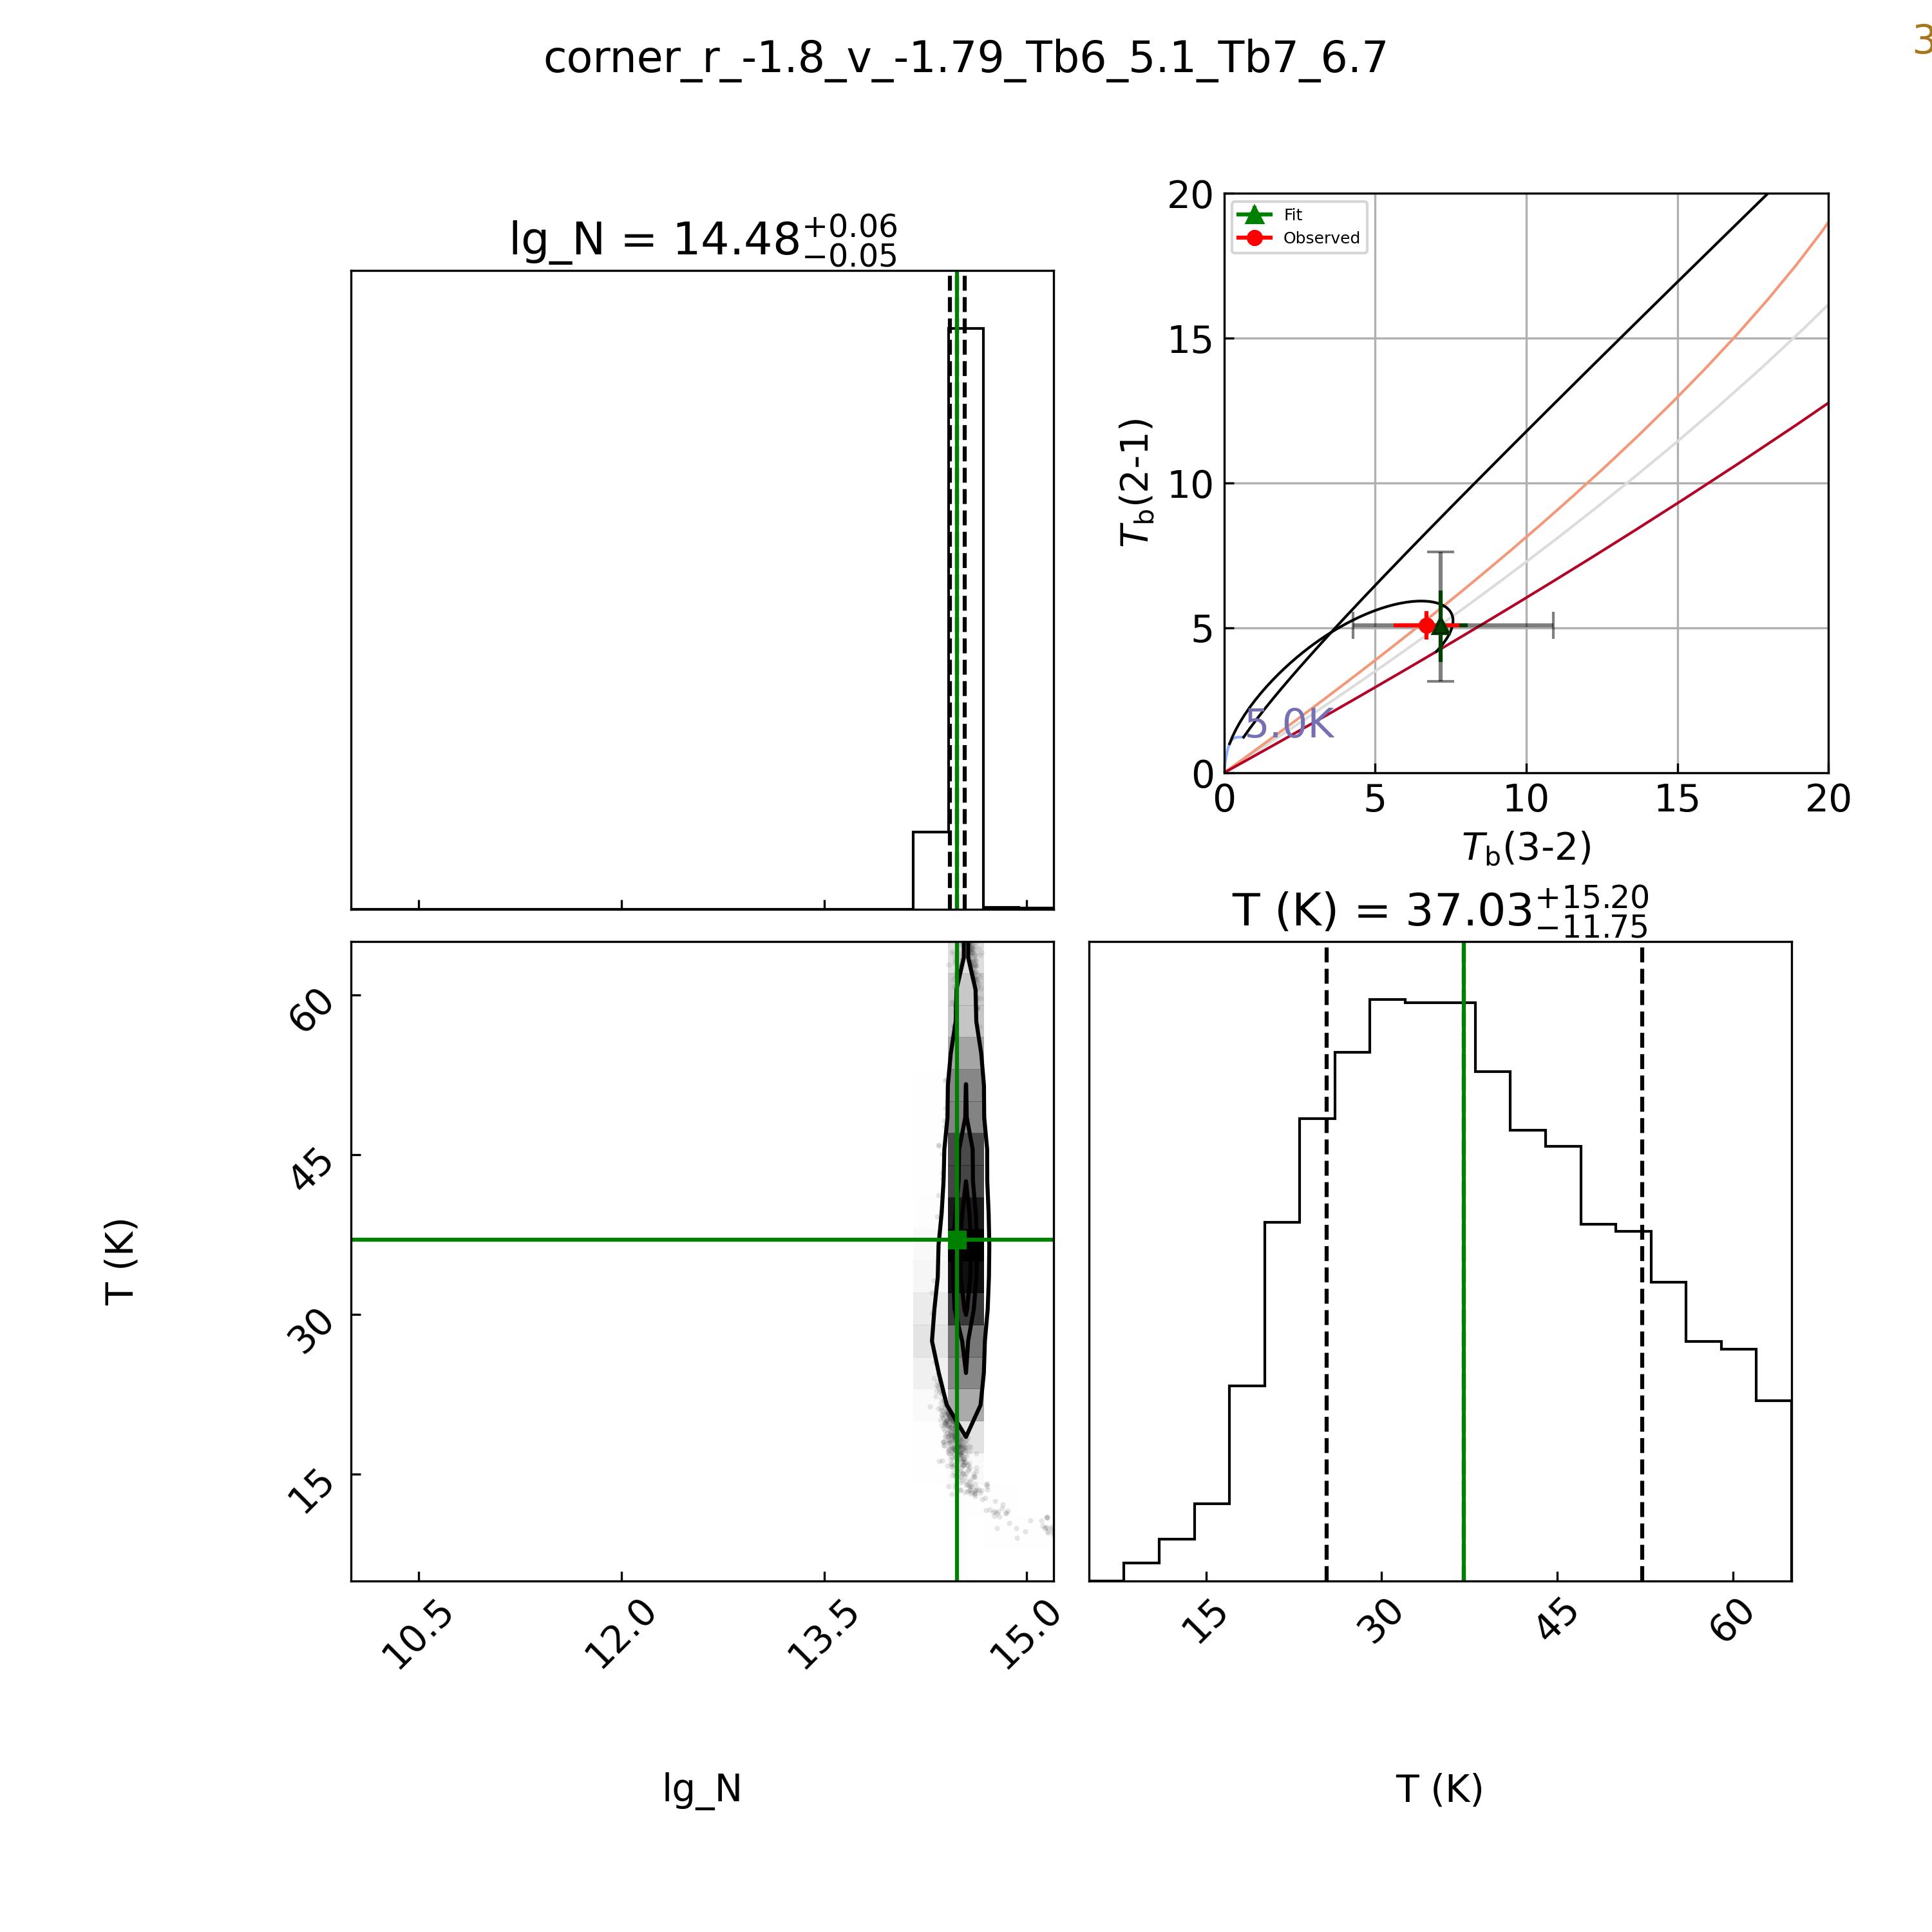 corner_r_-1.8_v_-1.79_Tb6_5.1_Tb7_6.7
3
lg_N = 14.48 +0.06 −0.05
20
15
10
5
0
Tb(2-1)
Fit
Observed
5.0K
0 5 10 15 20
Tb(3-2)
T (K) = 37.03 +15.20 −11.75
60
45
30
15
T (K)
10.5 12.0 13.5 15.0
15 30 45 60
lg_N
T (K)